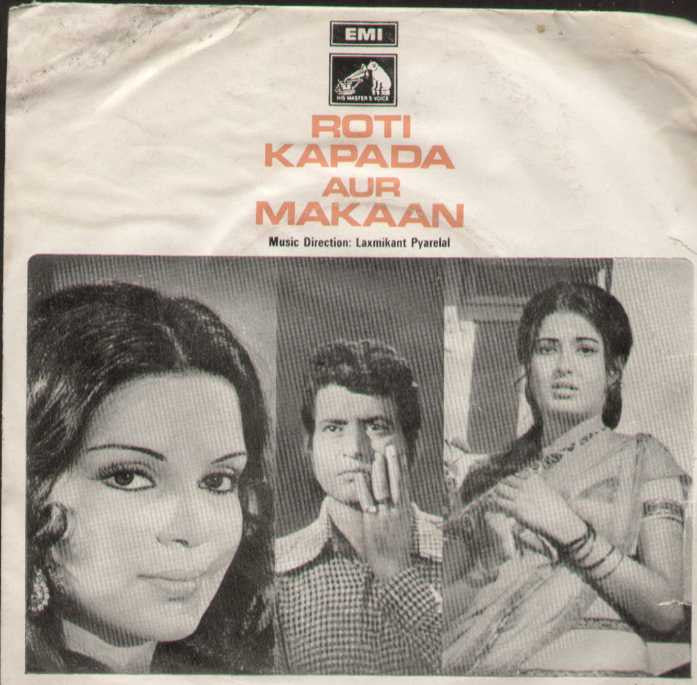 EMI
HIS MASTER'S VOICE
ROTI
KAPADA
AUR
MAKAAN
Music Direction: Laxmikant Pyarelal